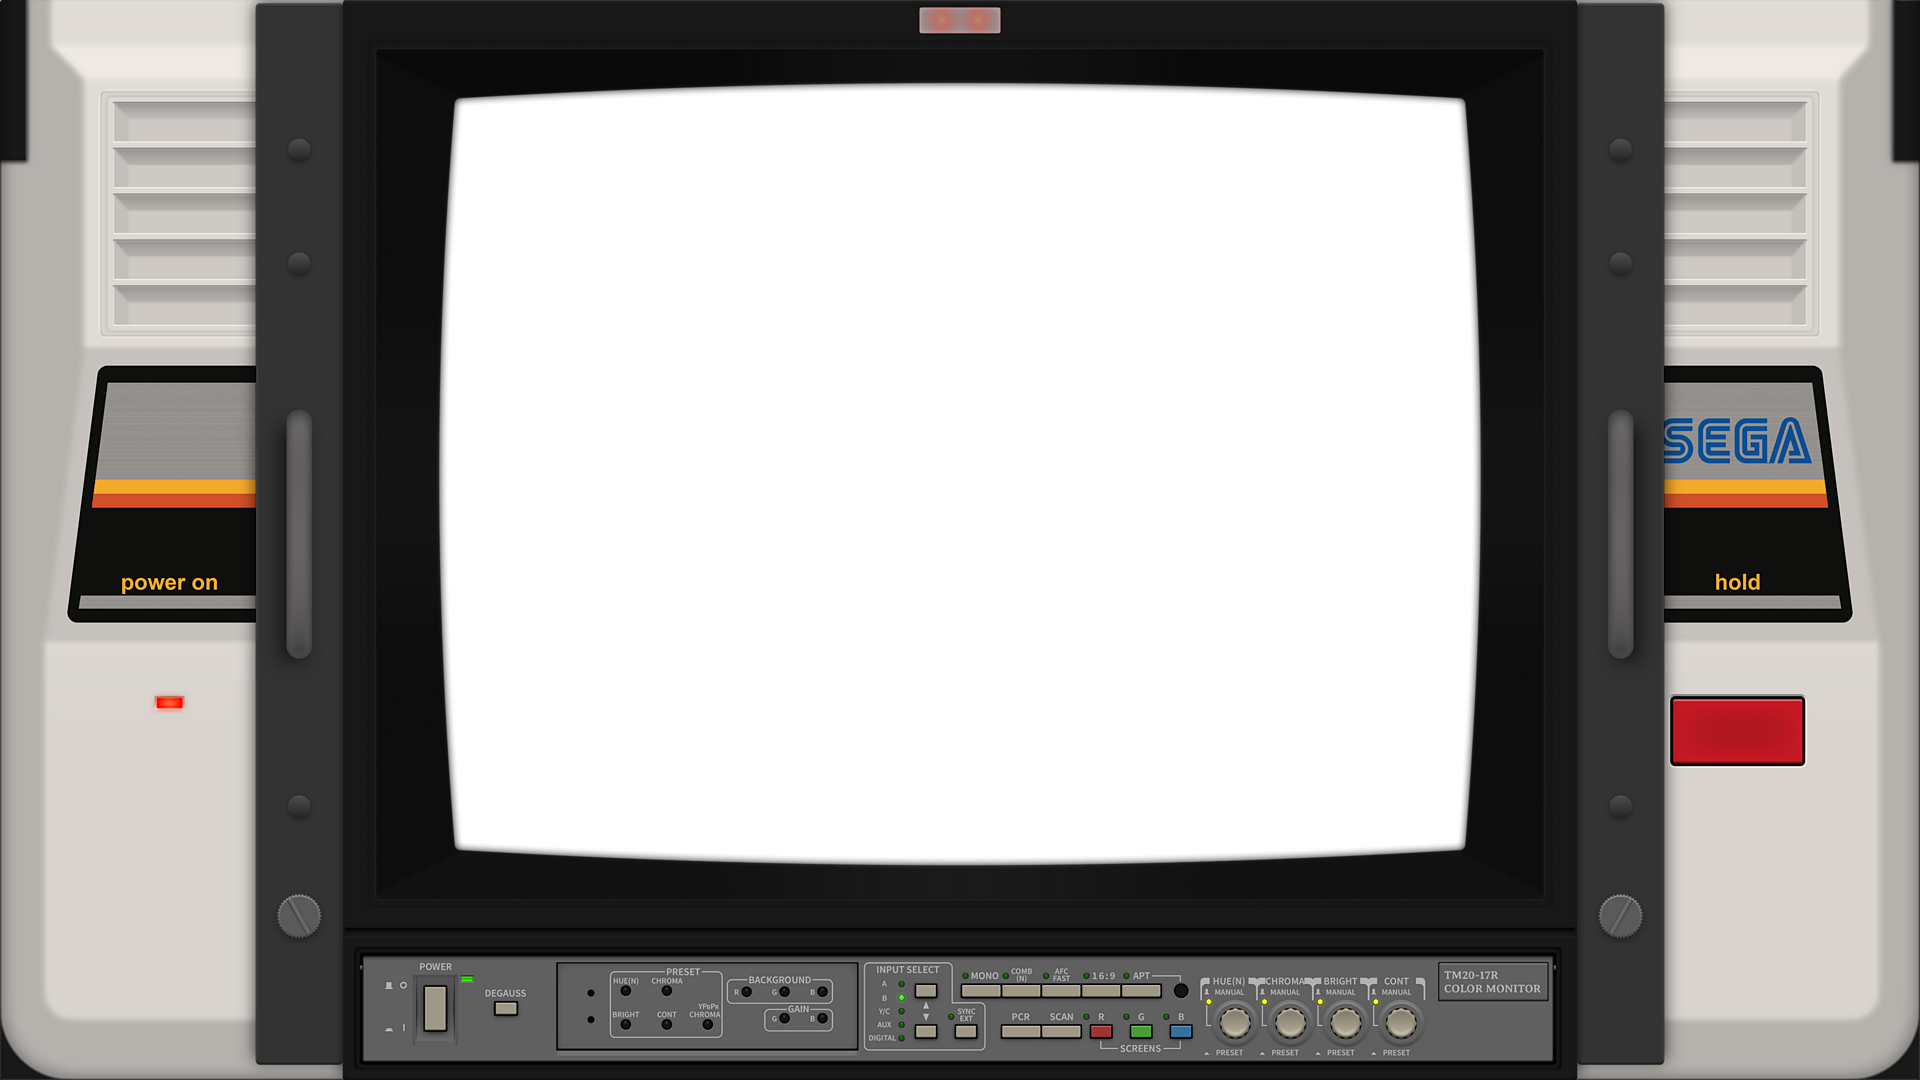 SEGA
power on
hold
POWER
DEGAUSS
PRESET
HUE(N)
CHROMA
BRIGHT
CONT
YPBPR
CHROMA
BACKGROUND
R
G
B
GAIN
G
B
INPUT SELECT
A
B
Y/C
AUX
DIGITAL
SYNC
EXT
MONO
COMB
(N)
AFC
FAST
16:9
APT
PCR
SCAN
R
G
B
SCREENS
HUE(N)
CHROMA
BRIGHT
CONT
MANUAL
MANUAL
MANUAL
MANUAL
PRESET
PRESET
PRESET
PRESET
TM20-17R
COLOR MONITOR